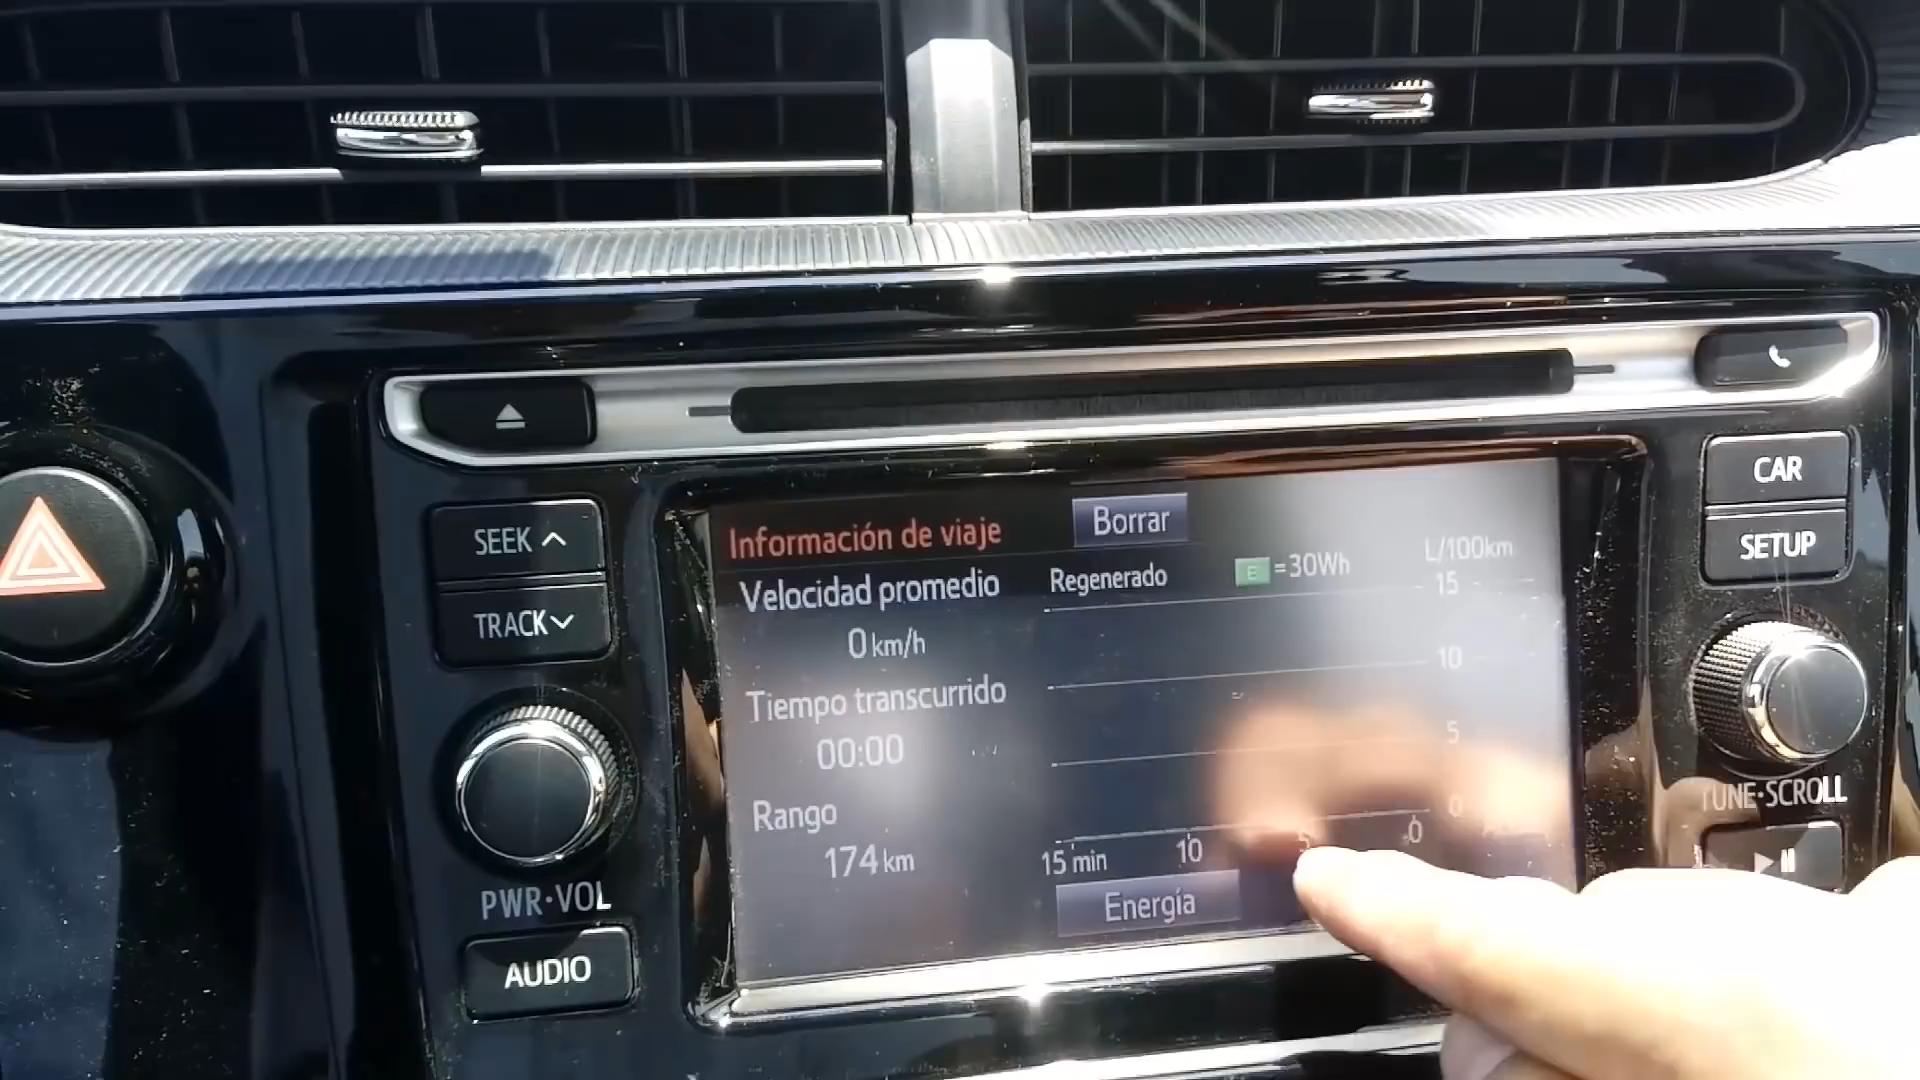 CAR
SETUP
SEEK
TRACK
PWR·VOL
AUDIO
TUNE·SCROLL
Información de viaje
Borrar
Velocidad promedio
0 km/h
Tiempo transcurrido
00:00
Rango
174 km
Regenerado
E =30Wh
L/100km
15
10
5
0
15 min
10
0
Energía